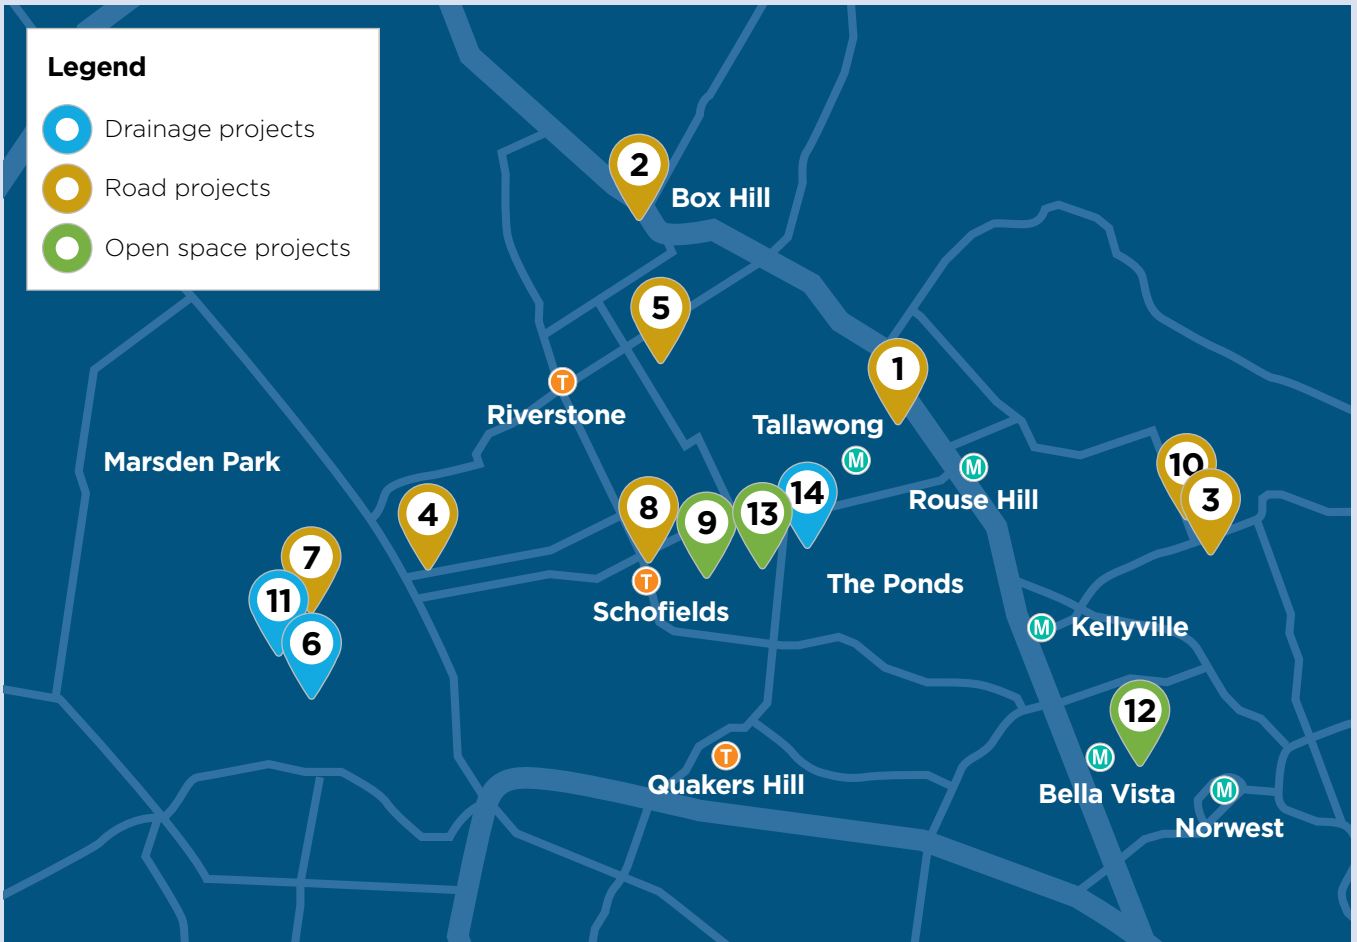 Legend
Drainage projects
Road projects
Open space projects
2
Box Hill
5
1
T
Riverstone
Tallawong
M
Marsden Park
M
Rouse Hill
10
3
4
8
9
13
14
7
11
6
T
Schofields
The Ponds
M Kellyville
12
T
Quakers Hill
M
Bella Vista
M
Norwest